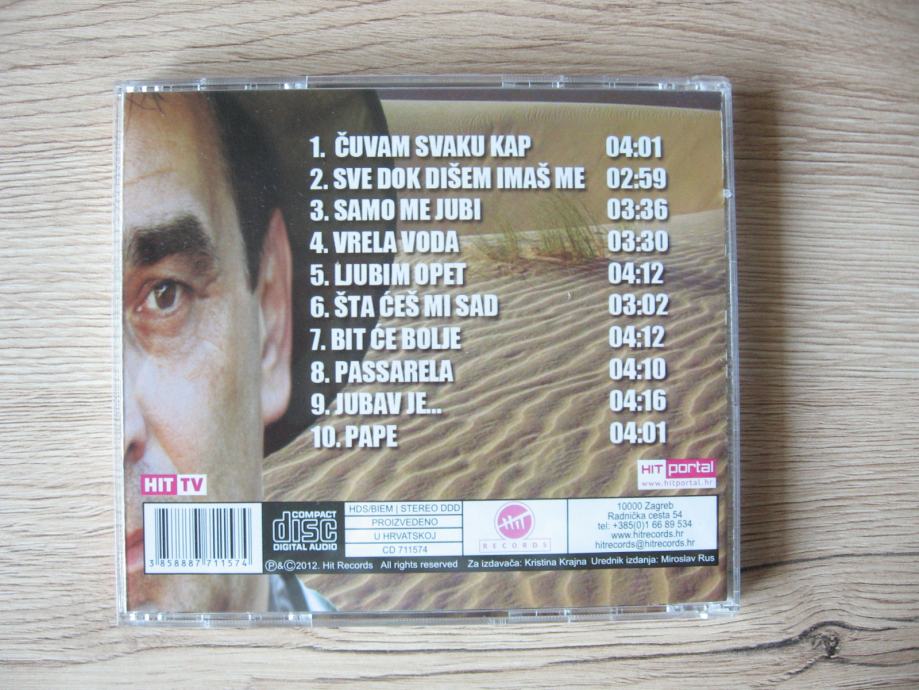 1. ČUVAM SVAKU KAP 04:01
2. SVE DOK DIŠEM IMAŠ ME 02:59
3. SAMO ME JUBI 03:36
4. VRELA VODA 03:30
5. LJUBIM OPET 04:12
6. ŠTA ĆEŠ MI SAD 03:02
7. BIT ĆE BOLJE 04:12
8. PASSARELA 04:10
9. JUBAV JE... 04:16
10. PAPE 04:01
HIT TV
HIT portal
www.hitportal.hr
3 858887 711574
COMPACT
disc
DIGITAL AUDIO
HDS/BIEM | STEREO DDD
PROIZVEDENO
U HRVATSKOJ
CD 711574
HIT
RECORDS
10000 Zagreb
Radnička cesta 54
tel: +385(0)1 66 89 534
www.hitrecords.hr
hitrecords@hitrecords.hr
℗&©2012. Hit Records All rights reserved Za izdavača: Kristina Krajna Urednik izdanja: Miroslav Rus